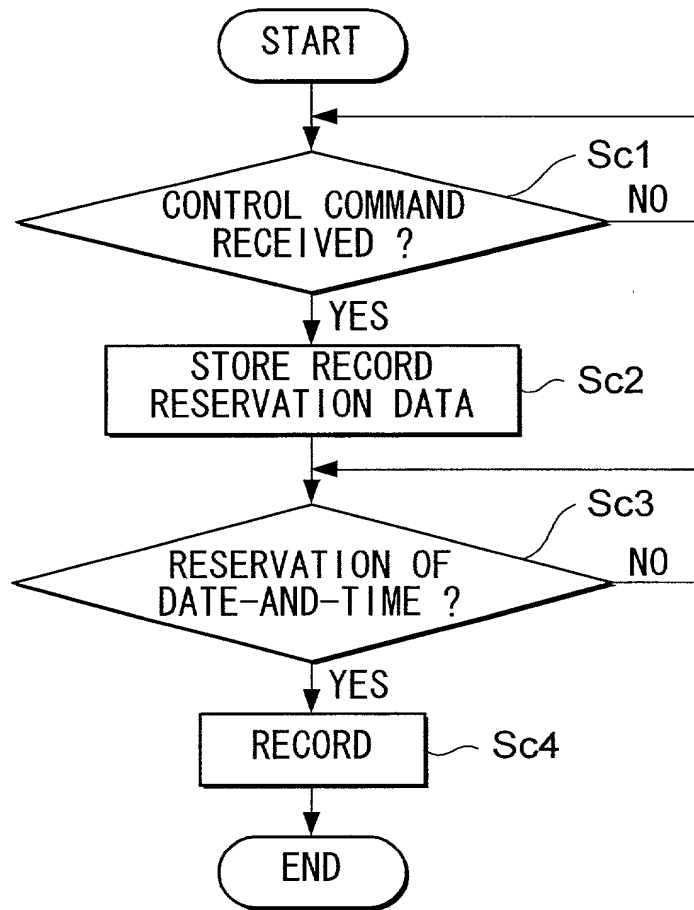 START
Sc1
CONTROL COMMAND
RECEIVED ?
NO
YES
STORE RECORD
RESERVATION DATA
Sc2
Sc3
RESERVATION OF
DATE-AND-TIME ?
NO
YES
RECORD
Sc4
END